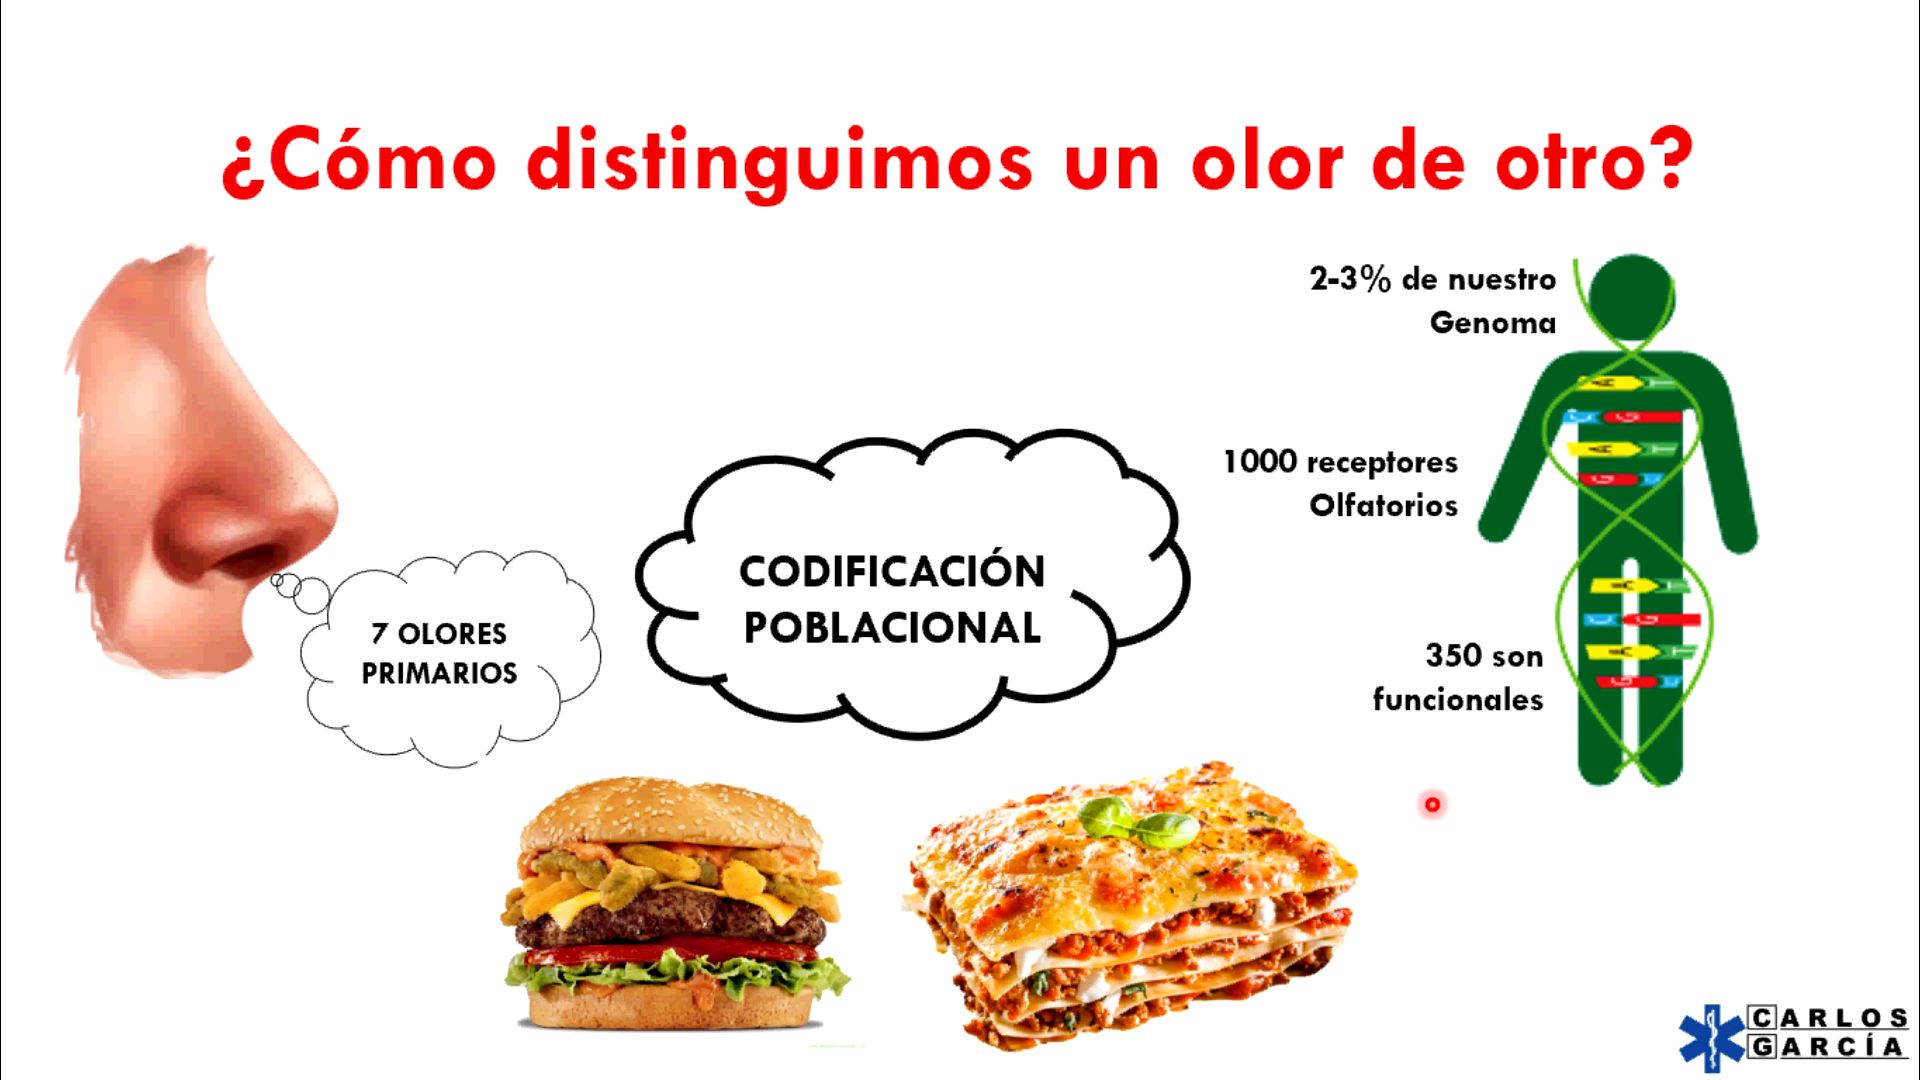 ¿Cómo distinguimos un olor de otro?
2-3% de nuestro
Genoma
1000 receptores
Olfatorios
350 son
funcionales
CODIFICACIÓN
POBLACIONAL
7 OLORES
PRIMARIOS
CARLOS
GARCÍA